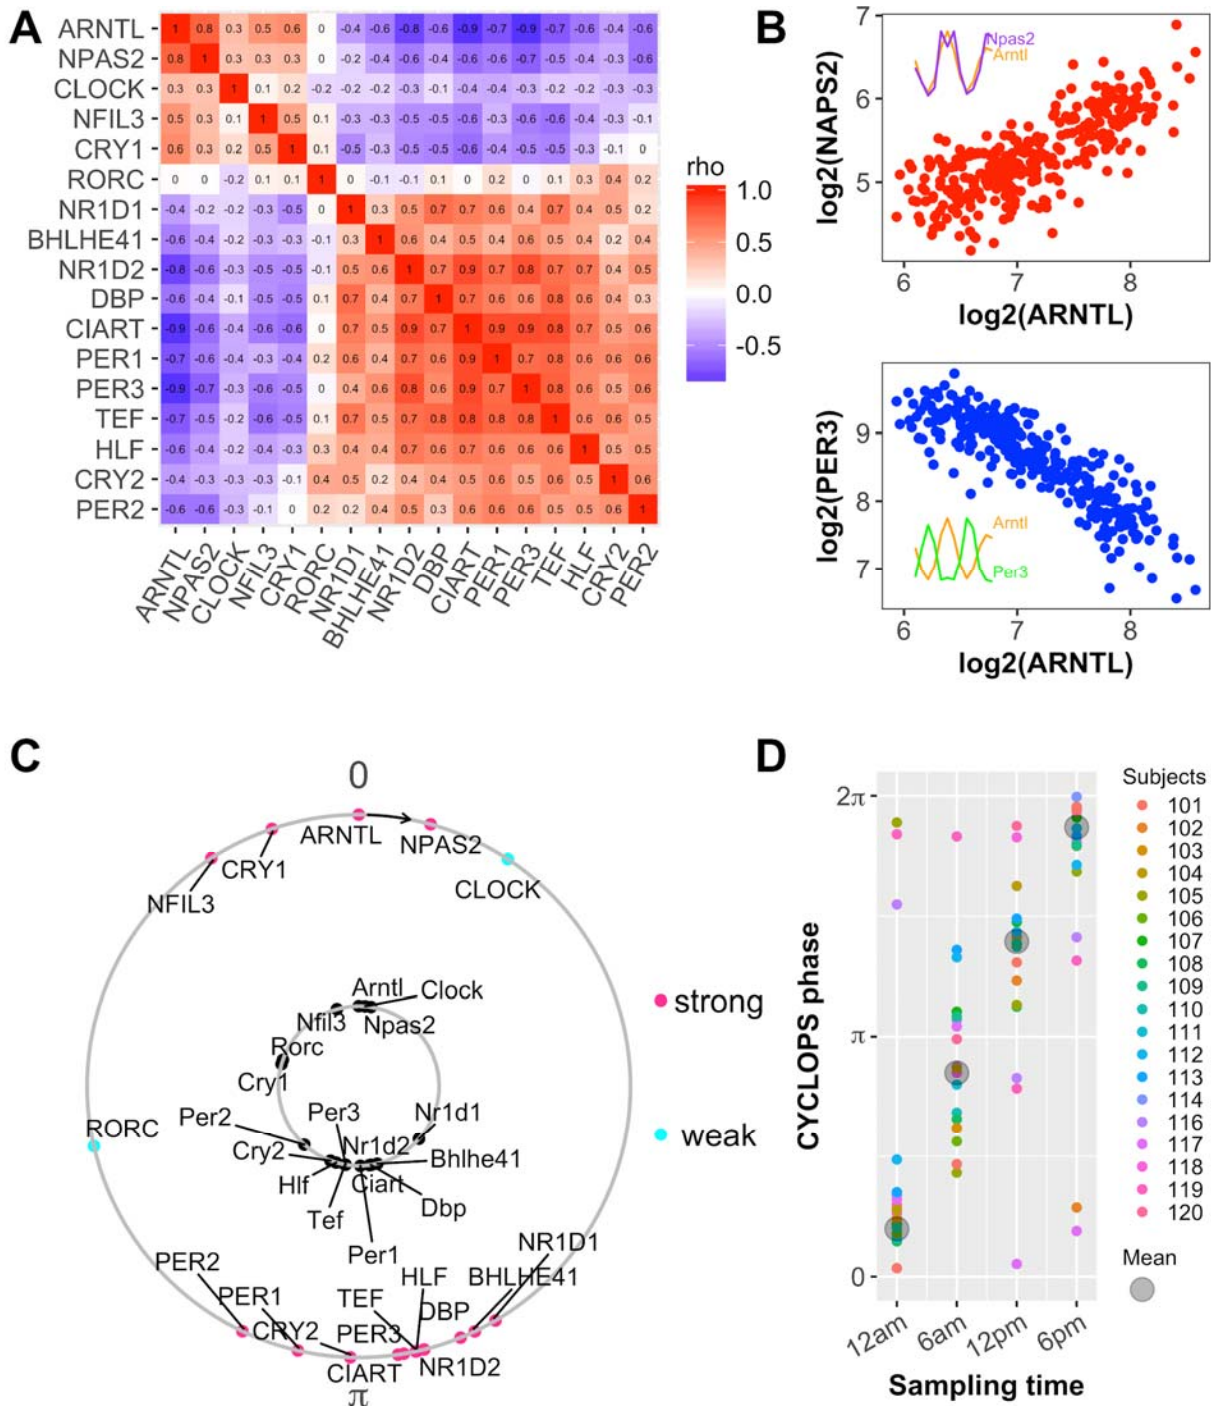 A
ARNTL 1 0.8 0.3 0.5 0.6 0 -0.4 -0.6 -0.8 -0.6 -0.9 -0.7 -0.9 -0.7 -0.6 -0.4 -0.6
NPAS2 0.8 1 0.3 0.3 0.3 0 -0.2 -0.4 -0.6 -0.4 -0.6 -0.6 -0.7 -0.5 -0.4 -0.3 -0.6
CLOCK 0.3 0.3 1 0.1 0.2 -0.2 -0.2 -0.2 -0.3 -0.1 -0.4 -0.4 -0.3 -0.2 -0.2 -0.3 -0.3
NFIL3 0.5 0.3 0.1 1 0.5 0.1 -0.3 -0.3 -0.5 -0.5 -0.6 -0.3 -0.6 -0.6 -0.4 -0.3 -0.1
CRY1 0.6 0.3 0.2 0.5 1 0.1 -0.5 -0.3 -0.5 -0.5 -0.6 -0.4 -0.5 -0.5 -0.3 -0.1 0
RORC 0 0 -0.2 0.1 0.1 1 0 -0.1 -0.1 0.1 0 0.2 0 0.1 0.3 0.4 0.2
NR1D1 -0.4 -0.2 -0.2 -0.3 -0.5 0 1 0.3 0.5 0.7 0.7 0.6 0.4 0.7 0.4 0.5 0.2
BHLHE41 -0.6 -0.4 -0.2 -0.3 -0.3 -0.1 0.3 1 0.6 0.4 0.5 0.4 0.6 0.5 0.4 0.2 0.4
NR1D2 -0.8 -0.6 -0.3 -0.5 -0.5 -0.1 0.5 0.6 1 0.7 0.9 0.7 0.8 0.7 0.7 0.4 0.5
DBP -0.6 -0.4 -0.1 -0.5 -0.5 0.1 0.7 0.4 0.7 1 0.7 0.6 0.6 0.8 0.6 0.4 0.3
CIART -0.9 -0.6 -0.4 -0.6 -0.6 0 0.7 0.5 0.9 0.7 1 0.9 0.9 0.8 0.7 0.5 0.6
PER1 -0.7 -0.6 -0.4 -0.3 -0.4 0.2 0.6 0.4 0.7 0.6 0.9 1 0.7 0.8 0.6 0.6 0.6
PER3 -0.9 -0.7 -0.3 -0.6 -0.5 0 0.4 0.6 0.8 0.6 0.9 0.7 1 0.8 0.6 0.5 0.6
TEF -0.7 -0.5 -0.2 -0.6 -0.5 0.1 0.7 0.5 0.7 0.8 0.8 0.8 0.8 1 0.6 0.6 0.5
HLF -0.6 -0.4 -0.2 -0.4 -0.3 0.3 0.4 0.4 0.7 0.6 0.7 0.6 0.6 0.6 1 0.5 0.5
CRY2 -0.4 -0.3 -0.3 -0.3 -0.1 0.4 0.5 0.2 0.4 0.4 0.5 0.6 0.5 0.6 0.5 1 0.6
PER2 -0.6 -0.6 -0.3 -0.1 0 0.2 0.2 0.4 0.5 0.3 0.6 0.6 0.6 0.5 0.5 0.6 1
ARNTL NPAS2 CLOCK NFIL3 CRY1 RORC NR1D1 BHLHE41 NR1D2 DBP CIART PER1 PER3 TEF HLF CRY2 PER2
rho
1.0
0.5
0.0
-0.5
B
log2(NAPS2)
7
6
5
Npas2
Arntl
6 7 8
log2(ARNTL)
log2(PER3)
9
8
7
Arntl
Per3
6 7 8
log2(ARNTL)
C
0
ARNTL
NPAS2
CRY1
CLOCK
NFIL3
Arntl
Clock
Nfil3
Npas2
Rorc
Cry1
Per2
Per3
Nr1d1
RORC
Cry2
Nr1d2
Bhlhe41
Hlf
Ciart
Dbp
Tef
Per1
NR1D1
PER2
HLF
BHLHE41
PER1
TEF
DBP
CRY2
PER3
CIART
NR1D2
π
strong
weak
D
CYCLOPS phase
2π
π
0
12am 6am 12pm 6pm
Sampling time
Subjects
101
102
103
104
105
106
107
108
109
110
111
112
113
114
116
117
118
119
120
Mean